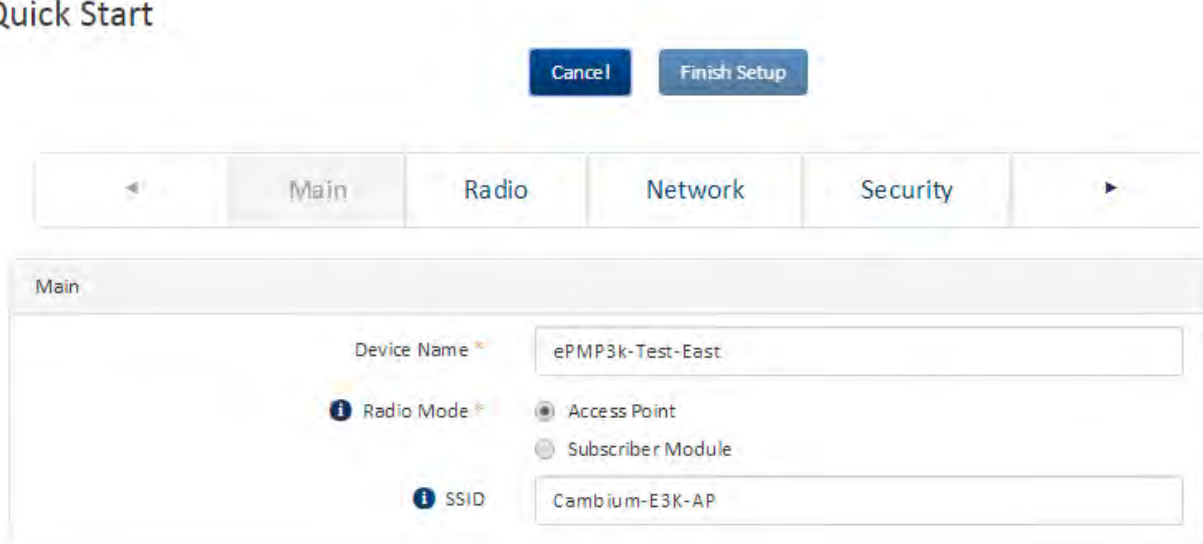 Quick Start
Cancel Finish Setup
◄ Main Radio Network Security ►
Main
Device Name * ePMP3k-Test-East
i Radio Mode * Access Point
Subscriber Module
i SSID Cambium-E3K-AP